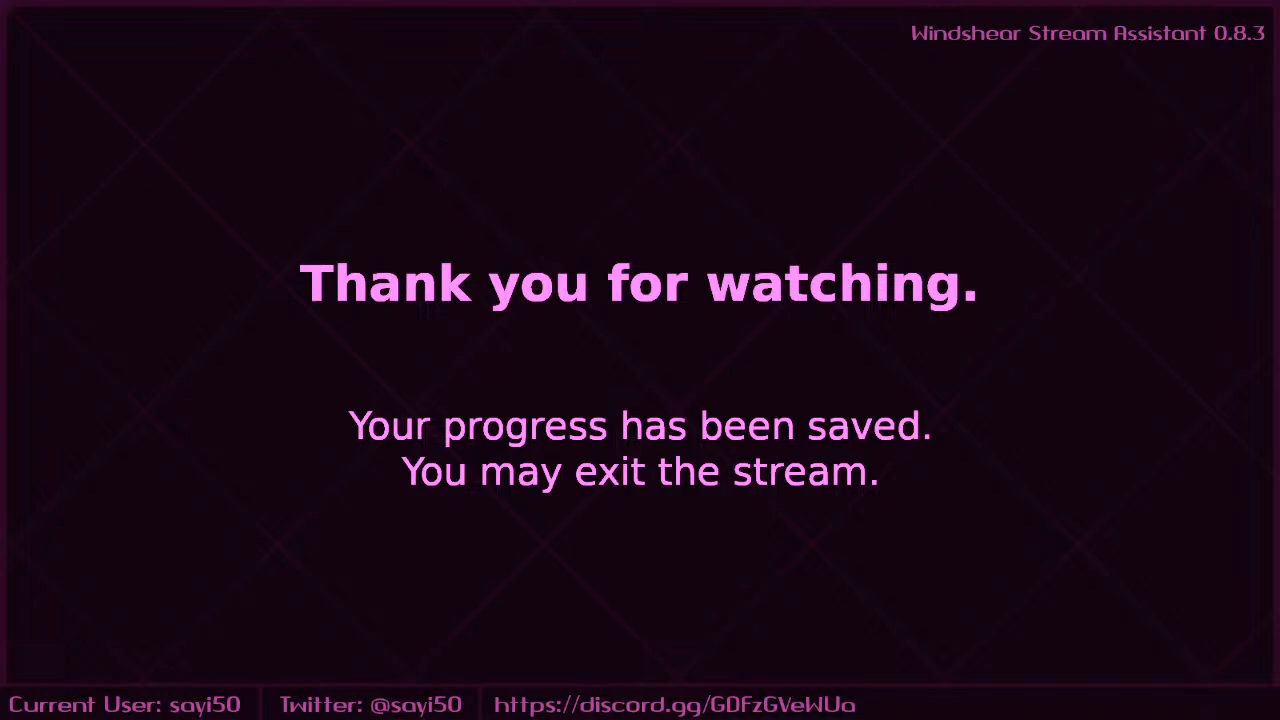 Windshear Stream Assistant 0.8.3
Thank you for watching.
Your progress has been saved.
You may exit the stream.
Current User: sayi50
Twitter: @sayi50
https://discord.gg/GDFzGVeWUa